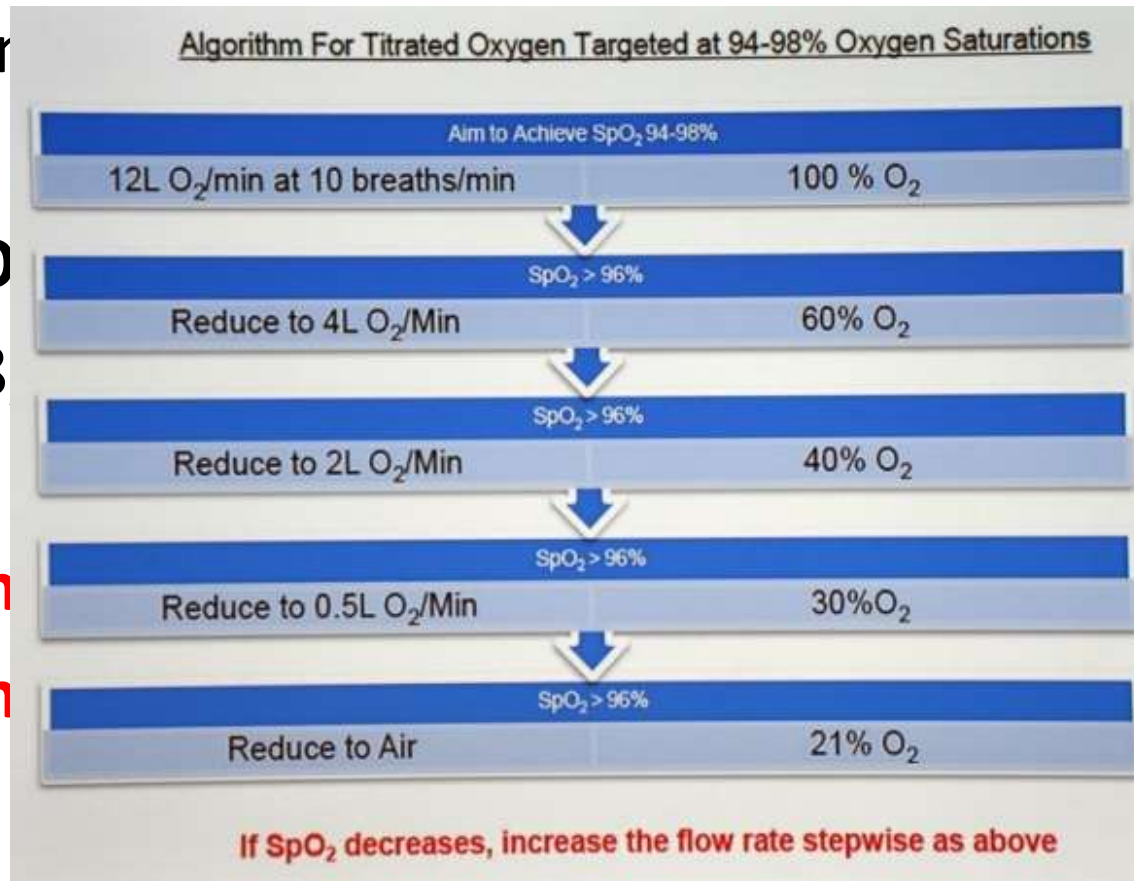 Algorithm For Titrated Oxygen Targeted at 94-98% Oxygen Saturations
Aim to Achieve SpO₂ 94-98%
12L O₂/min at 10 breaths/min 100 % O₂
SpO₂ > 96%
Reduce to 4L O₂/Min 60% O₂
SpO₂ > 96%
Reduce to 2L O₂/Min 40% O₂
SpO₂ > 96%
Reduce to 0.5L O₂/Min 30%O₂
SpO₂ > 96%
Reduce to Air 21% O₂
If SpO₂ decreases, increase the flow rate stepwise as above